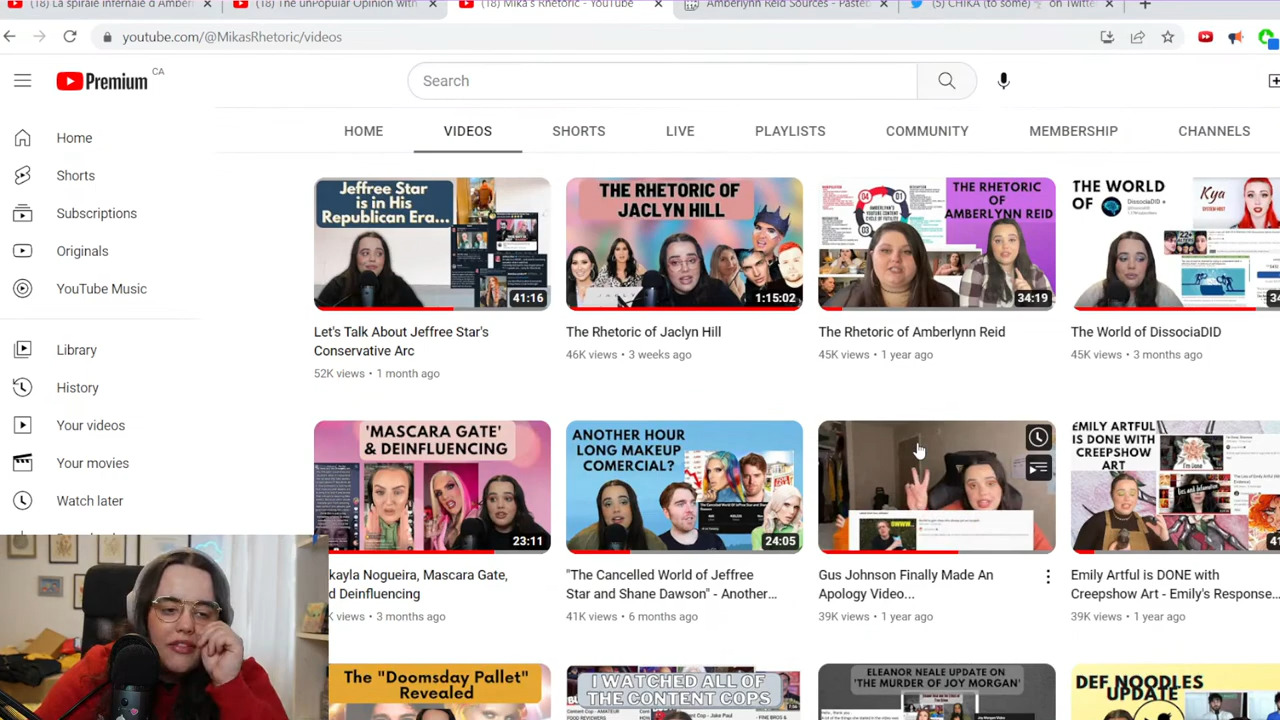 (18) La spirale infernale d'Amber
(18) The unPopular Opinion with
(18) Mika's Rhetoric - YouTube
Amberlynn Reid Sources - Pasteb
(5) CHIKA (to some) on Twitter
youtube.com/@MikasRhetoric/videos
Premium CA
Search
HOME VIDEOS SHORTS LIVE PLAYLISTS COMMUNITY MEMBERSHIP CHANNELS
Home
Shorts
Subscriptions
Originals
YouTube Music
Library
History
Your videos
Your movies
Watch later
Jeffree Star
is in His
Republican Era...
41:16
Let's Talk About Jeffree Star's
Conservative Arc
52K views • 1 month ago
THE RHETORIC OF
JACLYN HILL
1:15:02
The Rhetoric of Jaclyn Hill
46K views • 3 weeks ago
THE RHETORIC
OF
AMBERLYNN REID
34:19
The Rhetoric of Amberlynn Reid
45K views • 1 year ago
THE WORLD
OF
DissociaDID
Kya
SYSTEM HOST
The World of DissociaDID
45K views • 3 months ago
'MASCARA GATE'
& DEINFLUENCING
23:11
kayla Nogueira, Mascara Gate,
d Deinfluencing
K views • 3 months ago
ANOTHER HOUR
LONG MAKEUP
COMERCIAL?
24:05
"The Cancelled World of Jeffree
Star and Shane Dawson" - Another...
41K views • 6 months ago
Gus Johnson Finally Made An
Apology Video...
39K views • 1 year ago
EMILY ARTFUL
IS DONE WITH
CREEPSHOW
ART
Emily Artful is DONE with
Creepshow Art - Emily's Response...
39K views • 1 year ago
The "Doomsday Pallet"
Revealed
I WATCHED ALL OF
THE CONTENT COPS
ELEANOR NEALE UPDATE ON
'THE MURDER OF JOY MORGAN'
DEF NOODLES
UPDATE